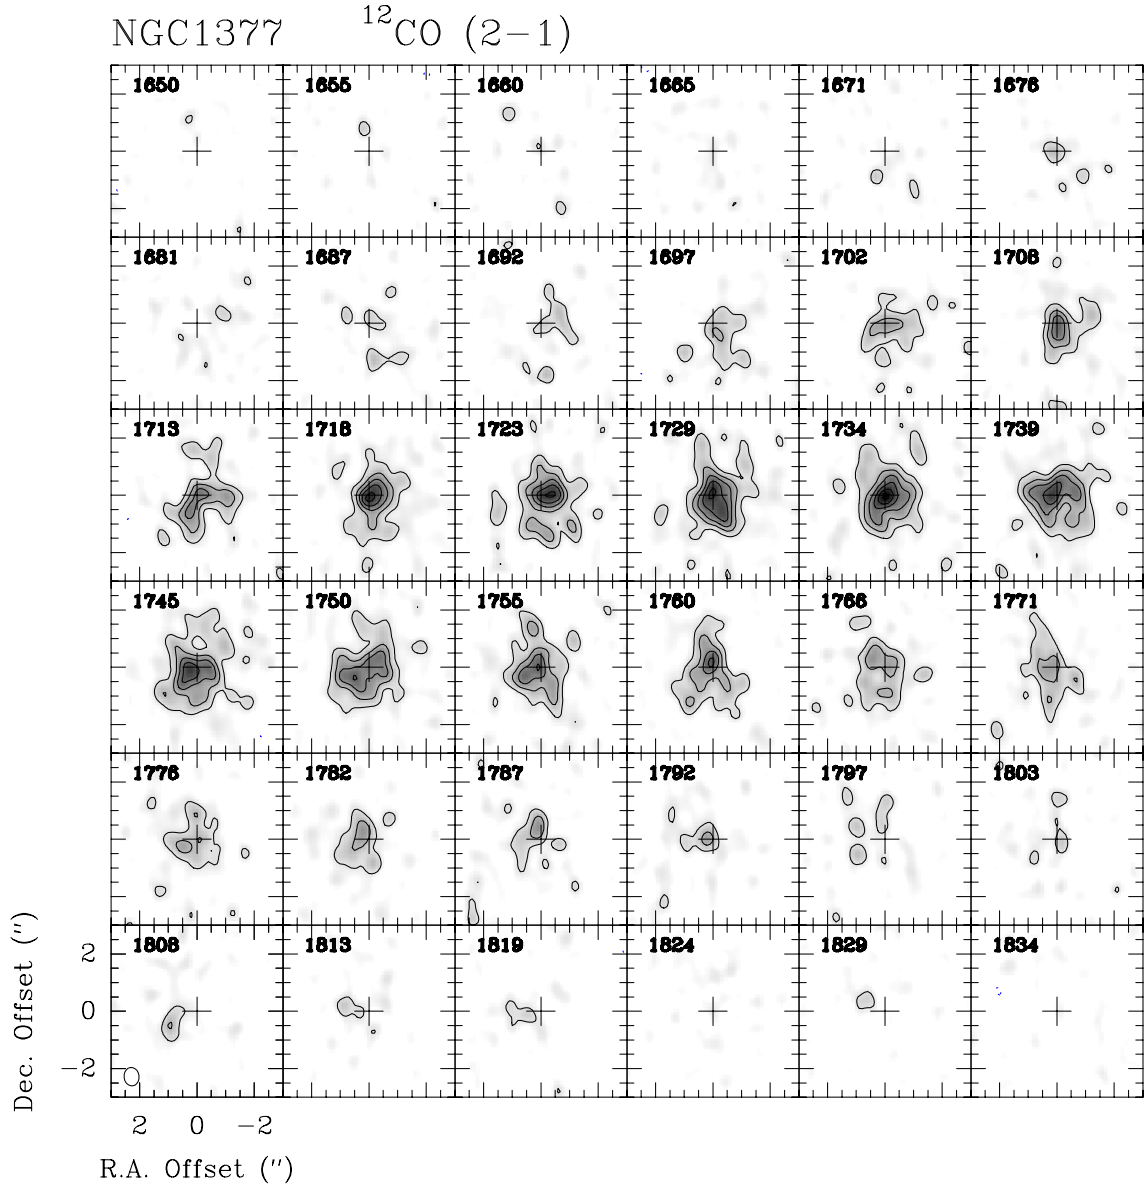 NGC1377 ¹²CO (2−1)
1650 1655 1660 1665 1671 1676
1681 1687 1692 1697 1702 1708
1713 1718 1723 1729 1734 1739
1745 1750 1755 1760 1766 1771
1776 1782 1787 1792 1797 1803
1808 1813 1819 1824 1829 1834
2
0
−2
Dec. Offset (″)
2 0 −2
R.A. Offset (″)